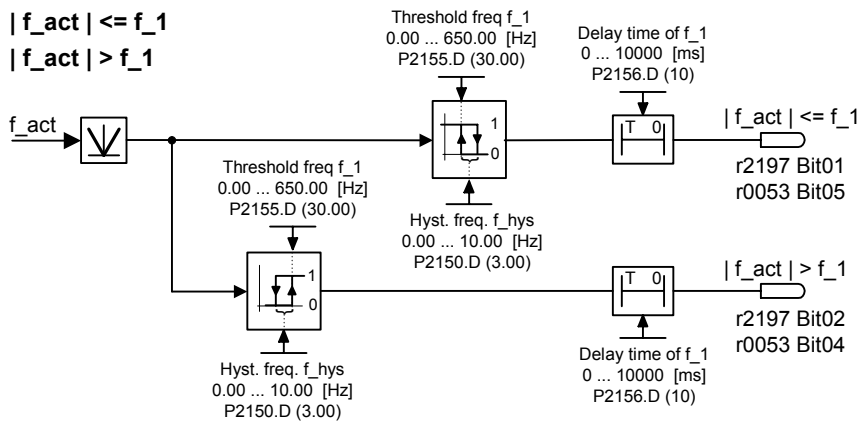 | f_act | <= f_1
| f_act | > f_1
f_act
Threshold freq f_1
0.00 ... 650.00 [Hz]
P2155.D (30.00)
1
0
Hyst. freq. f_hys
0.00 ... 10.00 [Hz]
P2150.D (3.00)
Delay time of f_1
0 ... 10000 [ms]
P2156.D (10)
T 0
| f_act | <= f_1
r2197 Bit01
r0053 Bit05
Threshold freq f_1
0.00 ... 650.00 [Hz]
P2155.D (30.00)
1
0
Hyst. freq. f_hys
0.00 ... 10.00 [Hz]
P2150.D (3.00)
T 0
Delay time of f_1
0 ... 10000 [ms]
P2156.D (10)
| f_act | > f_1
r2197 Bit02
r0053 Bit04